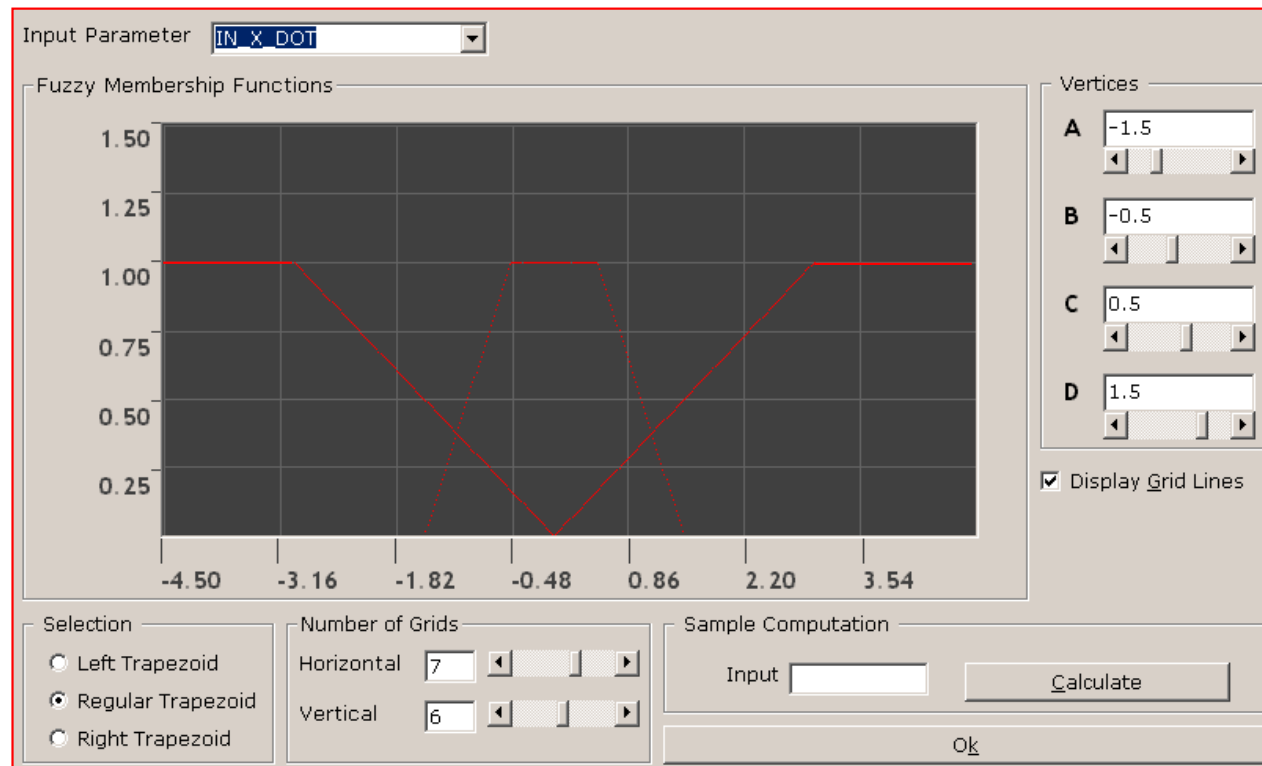 Input Parameter IN_X_DOT
Fuzzy Membership Functions
1.50
1.25
1.00
0.75
0.50
0.25
-4.50 -3.16 -1.82 -0.48 0.86 2.20 3.54
Vertices
A -1.5
B -0.5
C 0.5
D 1.5
Display Grid Lines
Selection
Left Trapezoid
Regular Trapezoid
Right Trapezoid
Number of Grids
Horizontal 7
Vertical 6
Sample Computation
Input
Calculate
Ok